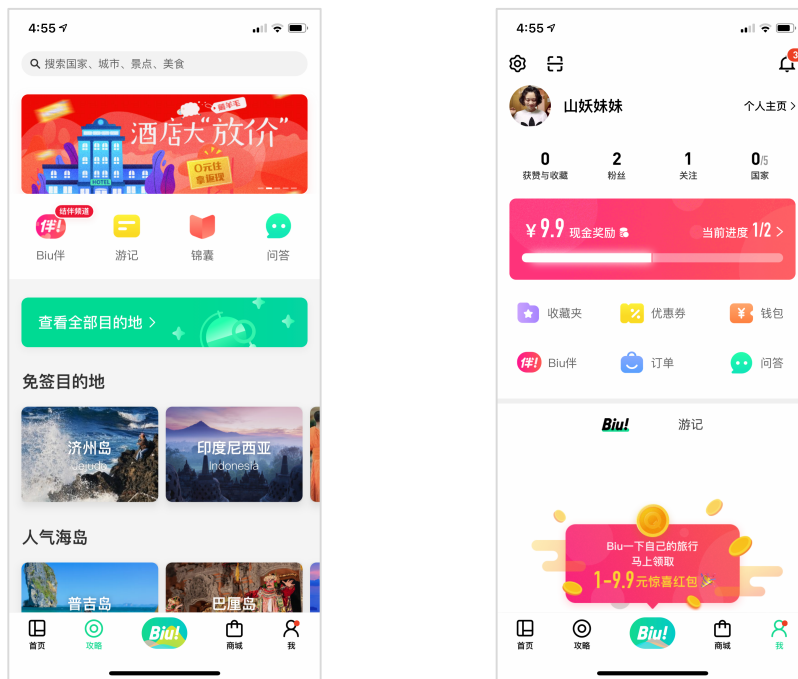 4:55
搜索国家、城市、景点、美食
薅羊毛
酒店大“放价”
0元住
拿返现
HOTEL
结伴频道
伴!
Biu伴
游记
锦囊
问答
查看全部目的地
免签目的地
济州岛
Jejudo
印度尼西亚
Indonesia
人气海岛
普吉岛
巴厘岛
首页
攻略
Biu!
商城
我
4:55
3
山妖妹妹
个人主页
0
获赞与收藏
2
粉丝
1
关注
0/5
国家
¥9.9 现金奖励
当前进度 1/2
收藏夹
优惠券
钱包
伴!
Biu伴
订单
问答
Biu!
游记
Biu一下自己的旅行
马上领取
1-9.9元惊喜红包
首页
攻略
Biu!
商城
我